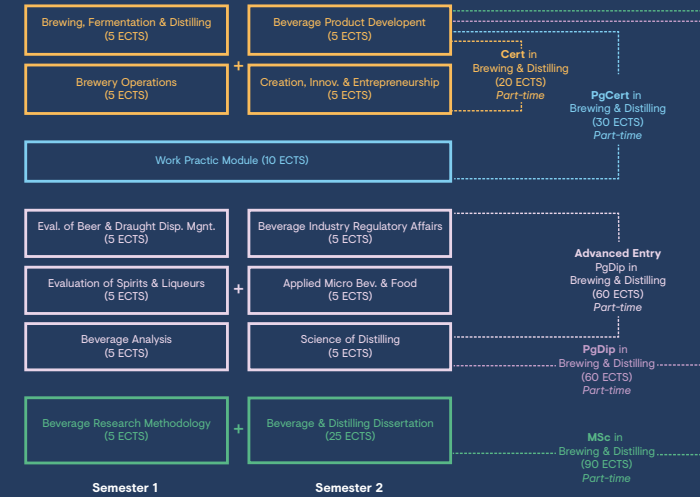 Brewing, Fermentation & Distilling
(5 ECTS)
Beverage Product Developent
(5 ECTS)
+
Brewery Operations
(5 ECTS)
Creation, Innov. & Entrepreneurship
(5 ECTS)
Cert in
Brewing & Distilling
(20 ECTS)
Part-time
PgCert in
Brewing & Distilling
(30 ECTS)
Part-time
Work Practic Module (10 ECTS)
Eval. of Beer & Draught Disp. Mgnt.
(5 ECTS)
Beverage Industry Regulatory Affairs
(5 ECTS)
Evaluation of Spirits & Liqueurs
(5 ECTS)
+
Applied Micro Bev. & Food
(5 ECTS)
Beverage Analysis
(5 ECTS)
Science of Distilling
(5 ECTS)
Advanced Entry
PgDip in
Brewing & Distilling
(60 ECTS)
Part-time
PgDip in
Brewing & Distilling
(60 ECTS)
Part-time
Beverage Research Methodology
(5 ECTS)
+
Beverage & Distilling Dissertation
(25 ECTS)
MSc in
Brewing & Distilling
(90 ECTS)
Part-time
Semester 1
Semester 2